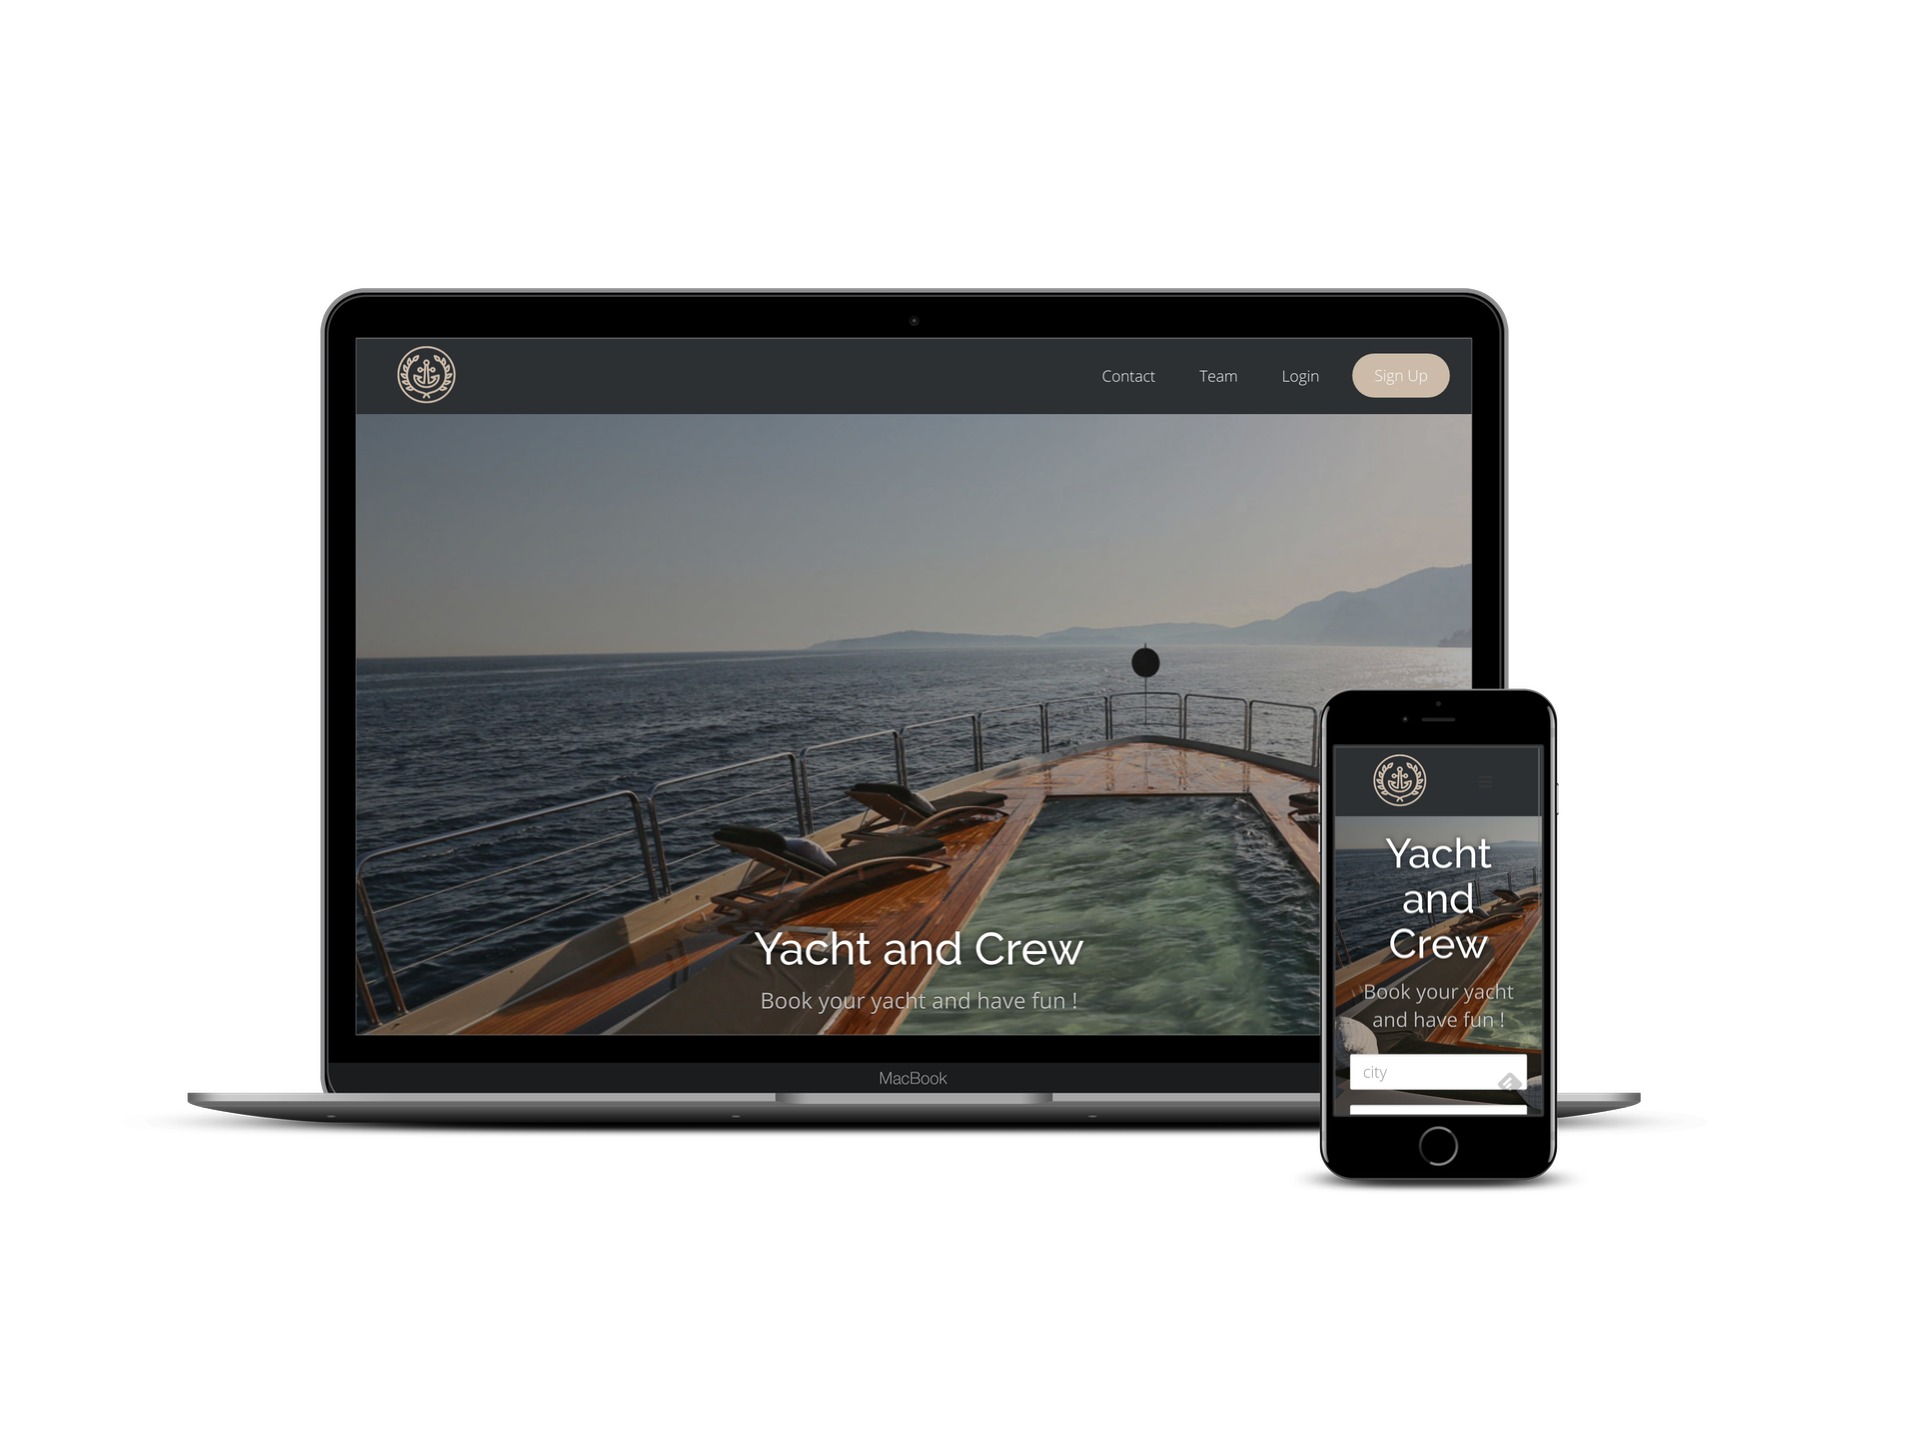 Contact Team Login Sign Up
Yacht and Crew
Book your yacht and have fun !
MacBook
Yacht
and
Crew
Book your yacht
and have fun !
city